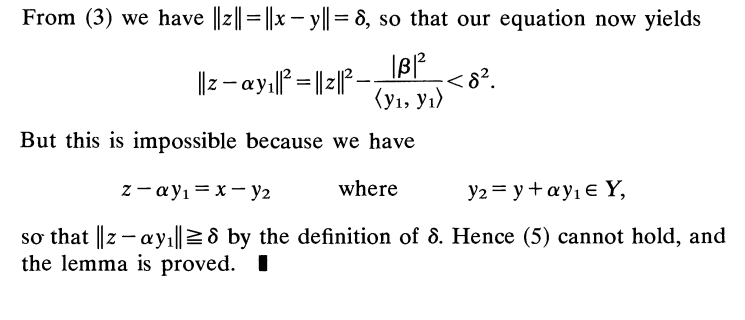 From (3) we have ‖z‖ = ‖x − y‖ = δ, so that our equation now yields
‖z − αy₁‖² = ‖z‖² − |β|² / ⟨y₁, y₁⟩ < δ².
But this is impossible because we have
z − αy₁ = x − y₂ where y₂ = y + αy₁ ∈ Y,
so that ‖z − αy₁‖ ≧ δ by the definition of δ. Hence (5) cannot hold, and
the lemma is proved. ∎